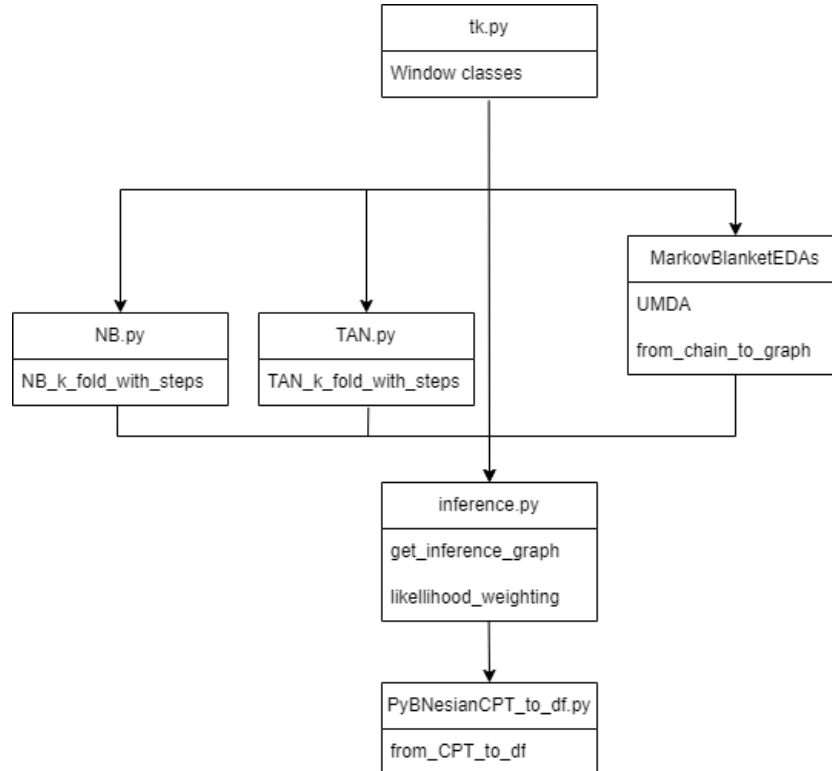 tk.py
Window classes
MarkovBlanketEDAs
UMDA
from_chain_to_graph
NB.py
NB_k_fold_with_steps
TAN.py
TAN_k_fold_with_steps
inference.py
get_inference_graph
likellihood_weighting
PyBNesianCPT_to_df.py
from_CPT_to_df